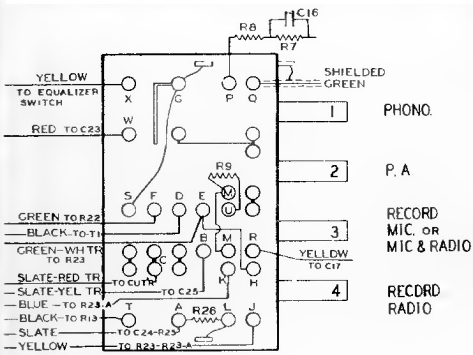 C16
R8
R7
YELLOW
TO EQUALIZER
SWITCH
X
G
P
Q
SHIELDED
GREEN
1
PHONO.
W
RED TO C23
R9
2
P.A
M
U
S
F
D
E
GREEN TO R22
BLACK-TO-T1
RECORD
3
MIC. OR
MIC & RADIO
GREEN-WH TR
TO R23
B
M
R
YELLOW
TO C17
C
SLATE-RED TR
TO CUTR
SLATE-YEL TR
TO C25
K
H
4
RECORD
RADIO
BLUE-TO R23-A
BLACK-TO R13
T
A
R26
L
J
SLATE
TO C24-R25
YELLOW
TO R23-R23-A